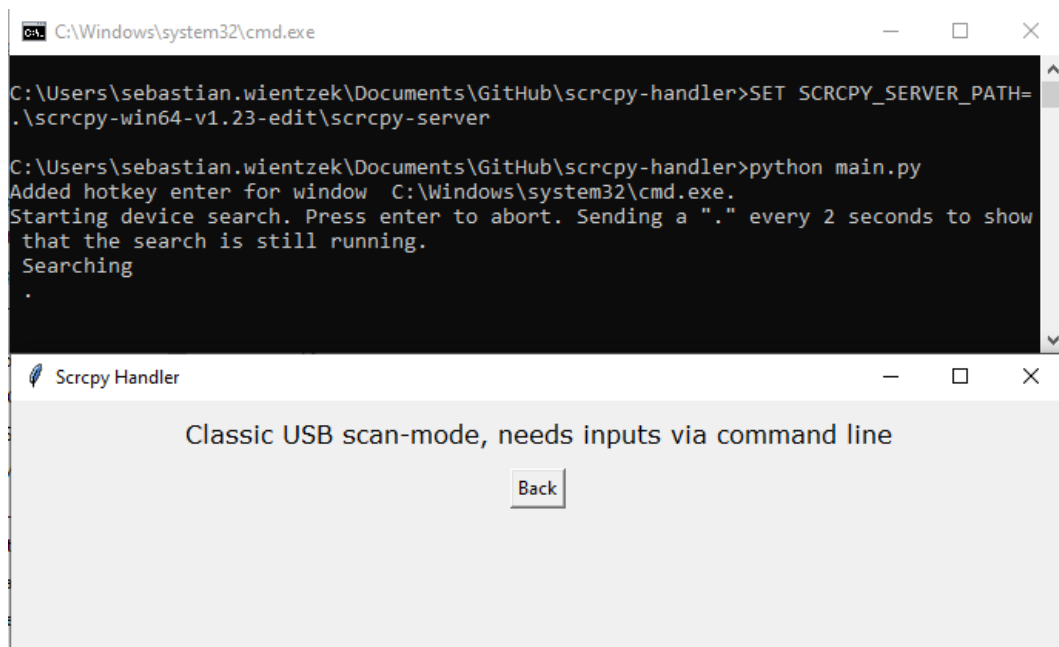 C:\Windows\system32\cmd.exe
C:\Users\sebastian.wientzek\Documents\GitHub\scrcpy-handler>SET SCRCPY_SERVER_PATH=
.\scrcpy-win64-v1.23-edit\scrcpy-server
C:\Users\sebastian.wientzek\Documents\GitHub\scrcpy-handler>python main.py
Added hotkey enter for window  C:\Windows\system32\cmd.exe.
Starting device search. Press enter to abort. Sending a "." every 2 seconds to show
 that the search is still running.
 Searching
 .
Scrcpy Handler
Classic USB scan-mode, needs inputs via command line
Back